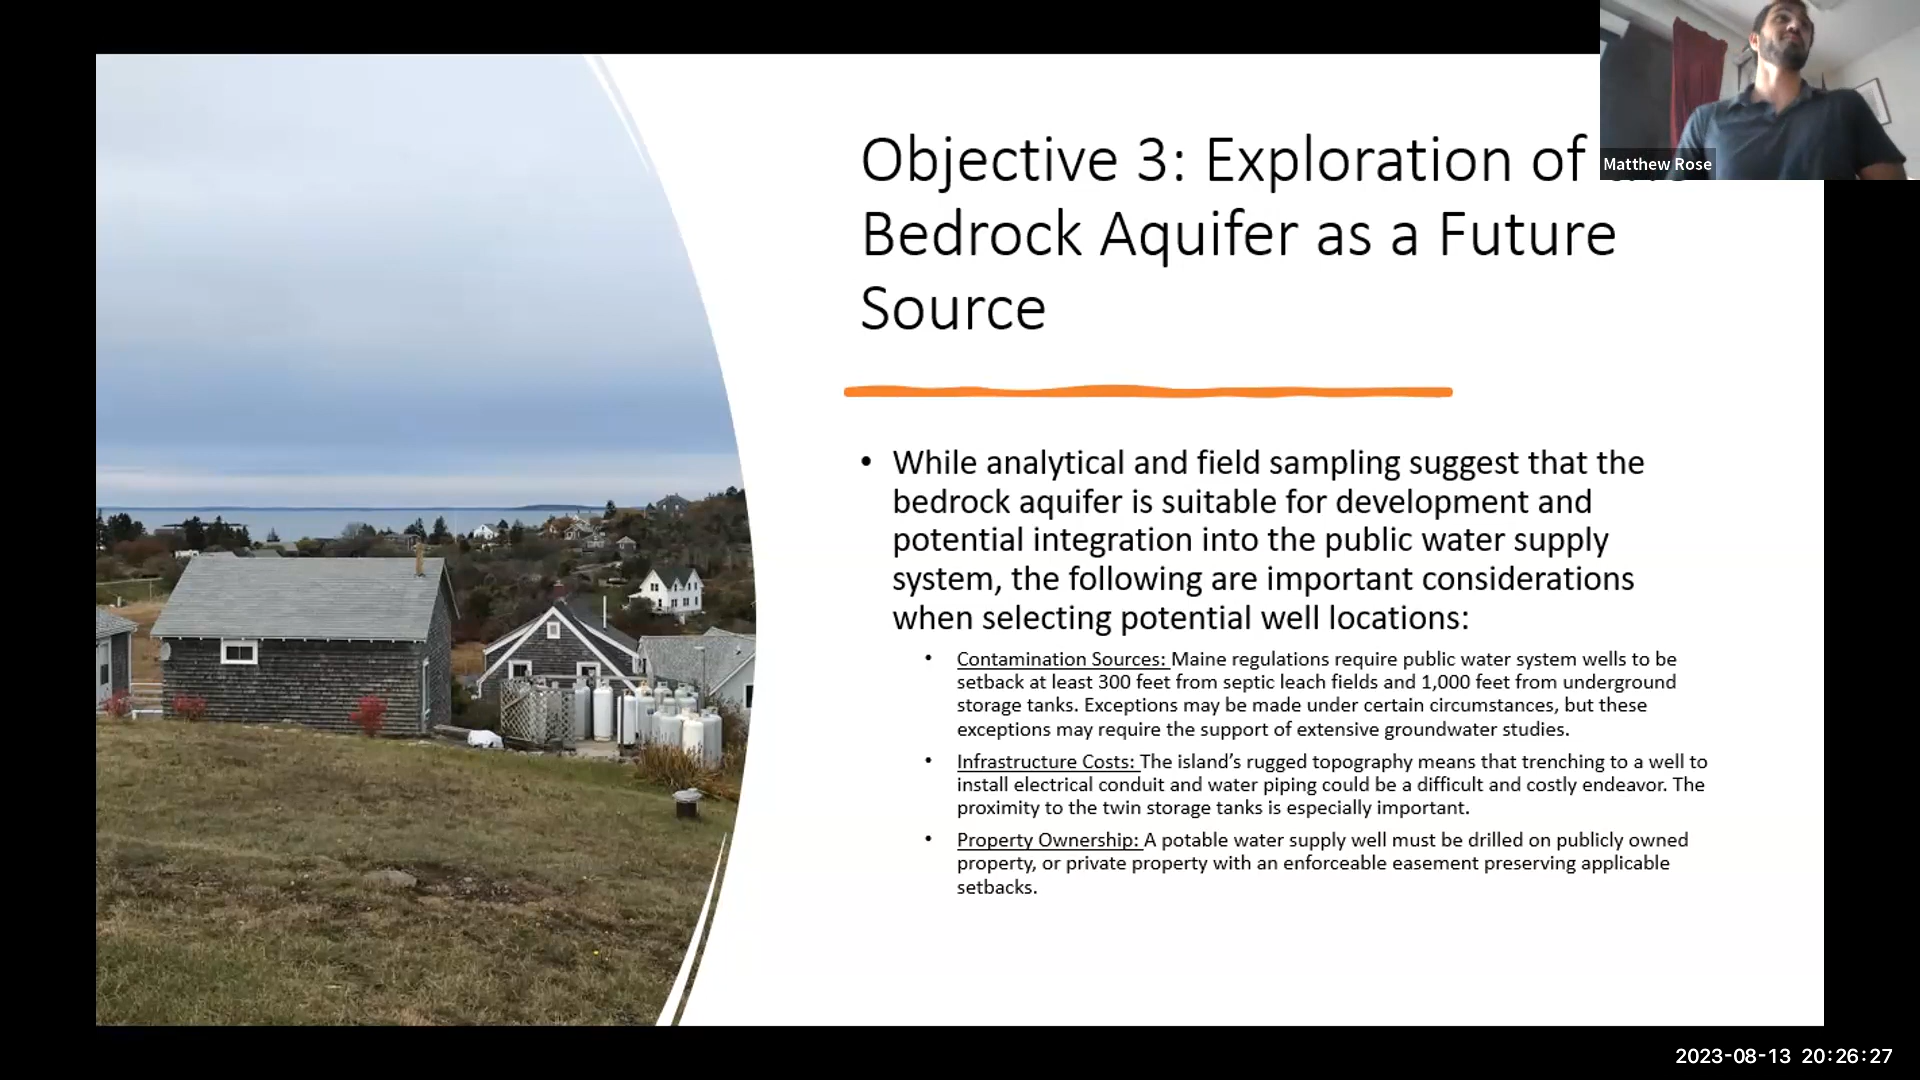 Objective 3: Exploration of
Bedrock Aquifer as a Future
Source
Matthew Rose
• While analytical and field sampling suggest that the
bedrock aquifer is suitable for development and
potential integration into the public water supply
system, the following are important considerations
when selecting potential well locations:
• Contamination Sources: Maine regulations require public water system wells to be
setback at least 300 feet from septic leach fields and 1,000 feet from underground
storage tanks. Exceptions may be made under certain circumstances, but these
exceptions may require the support of extensive groundwater studies.
• Infrastructure Costs: The island’s rugged topography means that trenching to a well to
install electrical conduit and water piping could be a difficult and costly endeavor. The
proximity to the twin storage tanks is especially important.
• Property Ownership: A potable water supply well must be drilled on publicly owned
property, or private property with an enforceable easement preserving applicable
setbacks.
2023-08-13 20:26:27